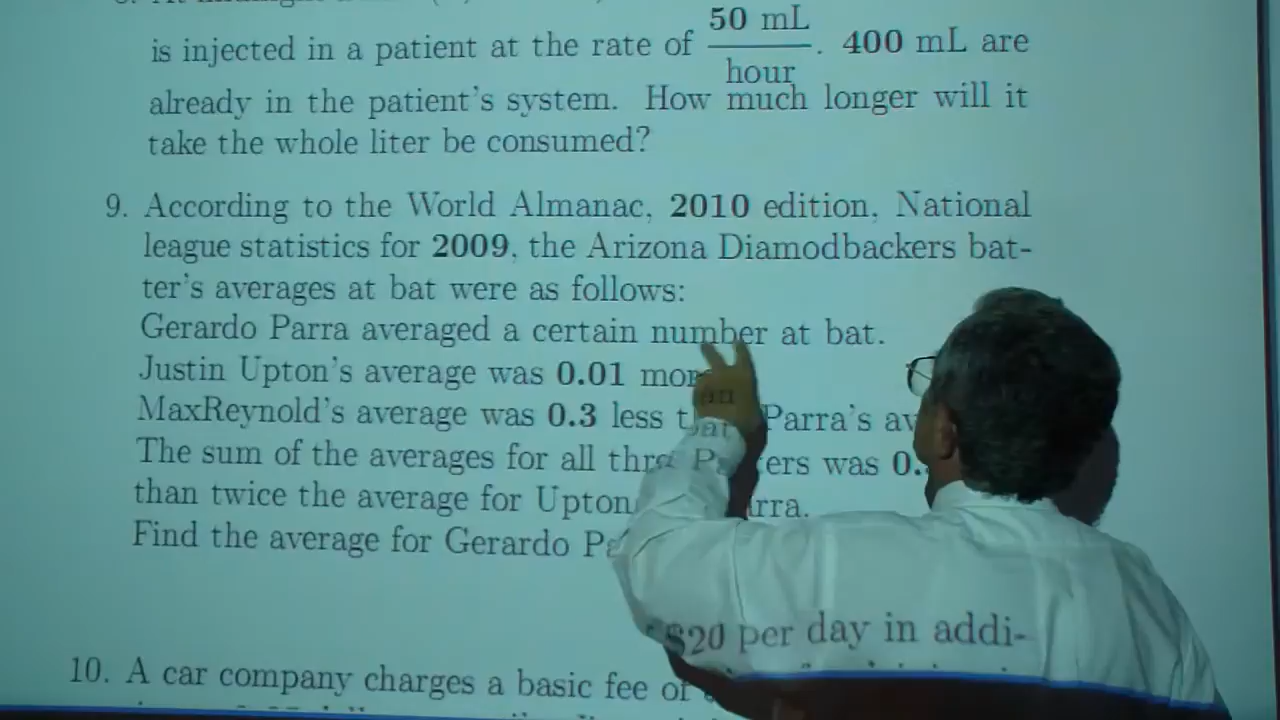 is injected in a patient at the rate of 50 mL / hour . 400 mL are
already in the patient's system. How much longer will it
take the whole liter be consumed?
9. According to the World Almanac, 2010 edition, National
league statistics for 2009, the Arizona Diamodbackers bat-
ter's averages at bat were as follows:
Gerardo Parra averaged a certain number at bat.
Justin Upton's average was 0.01
MaxReynold's average was 0.3 less Parra's
The sum of the averages for all was
than twice the average for Upton
Find the average for Gerardo
$20 per day in addi-
10. A car company charges a basic fee of